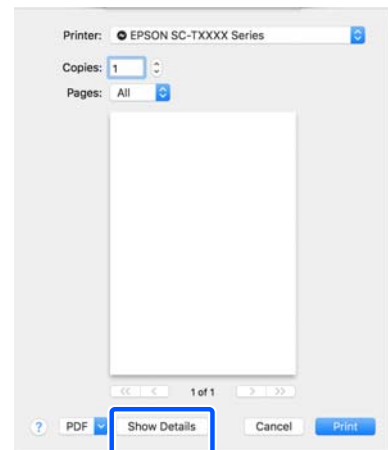 Printer: EPSON SC-TXXXX Series
Copies: 1
Pages: All
<< < 1 of 1 > >>
? PDF Show Details Cancel Print